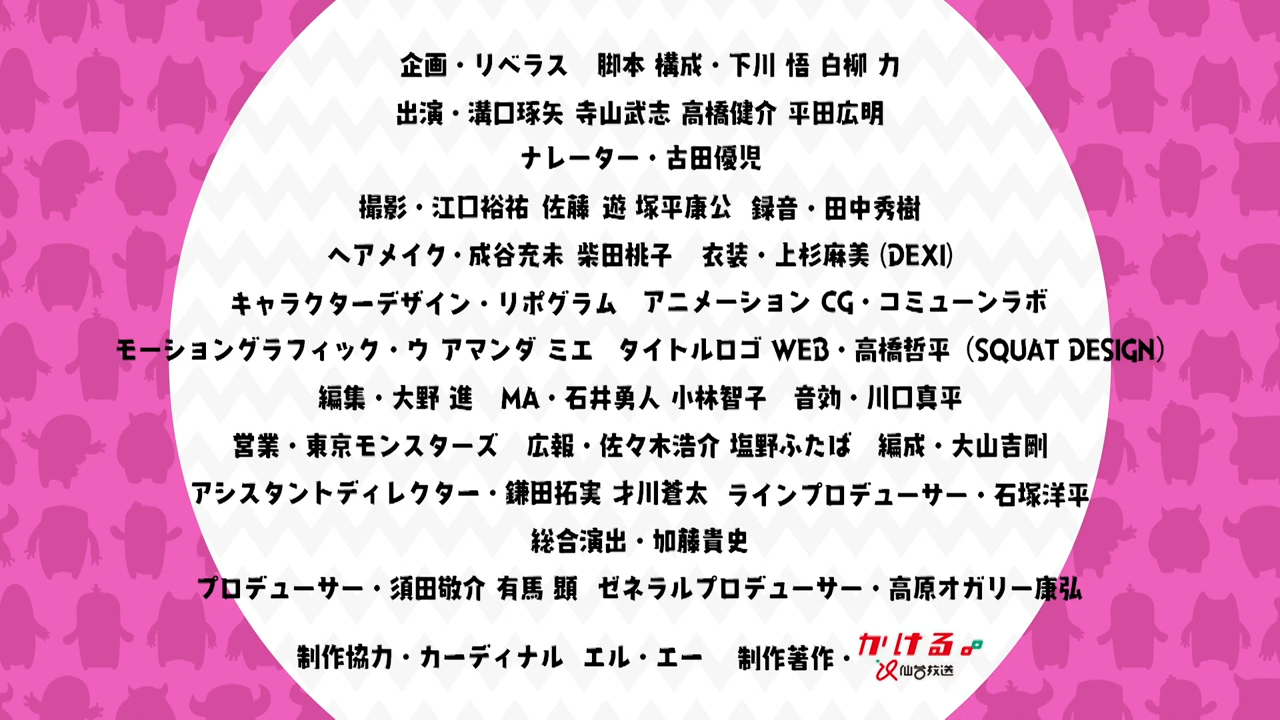 企画・リベラス　脚本 構成・下川 悟 白柳 力
出演・溝口琢矢 寺山武志 高橋健介 平田広明
ナレーター・古田優児
撮影・江口裕祐 佐藤 遊 塚平康公　録音・田中秀樹
ヘアメイク・成谷充未 柴田桃子　衣装・上杉麻美 (DEXI)
キャラクターデザイン・リポグラム　アニメーション CG・コミューンラボ
モーショングラフィック・ウ アマンダ ミエ　タイトルロゴ WEB・高橋哲平（SQUAT DESIGN）
編集・大野 進　MA・石井勇人 小林智子　音効・川口真平
営業・東京モンスターズ　広報・佐々木浩介 塩野ふたば　編成・大山吉剛
アシスタントディレクター・鎌田拓実 才川蒼太　ラインプロデューサー・石塚洋平
総合演出・加藤貴史
プロデューサー・須田敬介 有馬 顕　ゼネラルプロデューサー・高原オガリー康弘
制作協力・カーディナル エル・エー　制作著作・かける
仙台放送